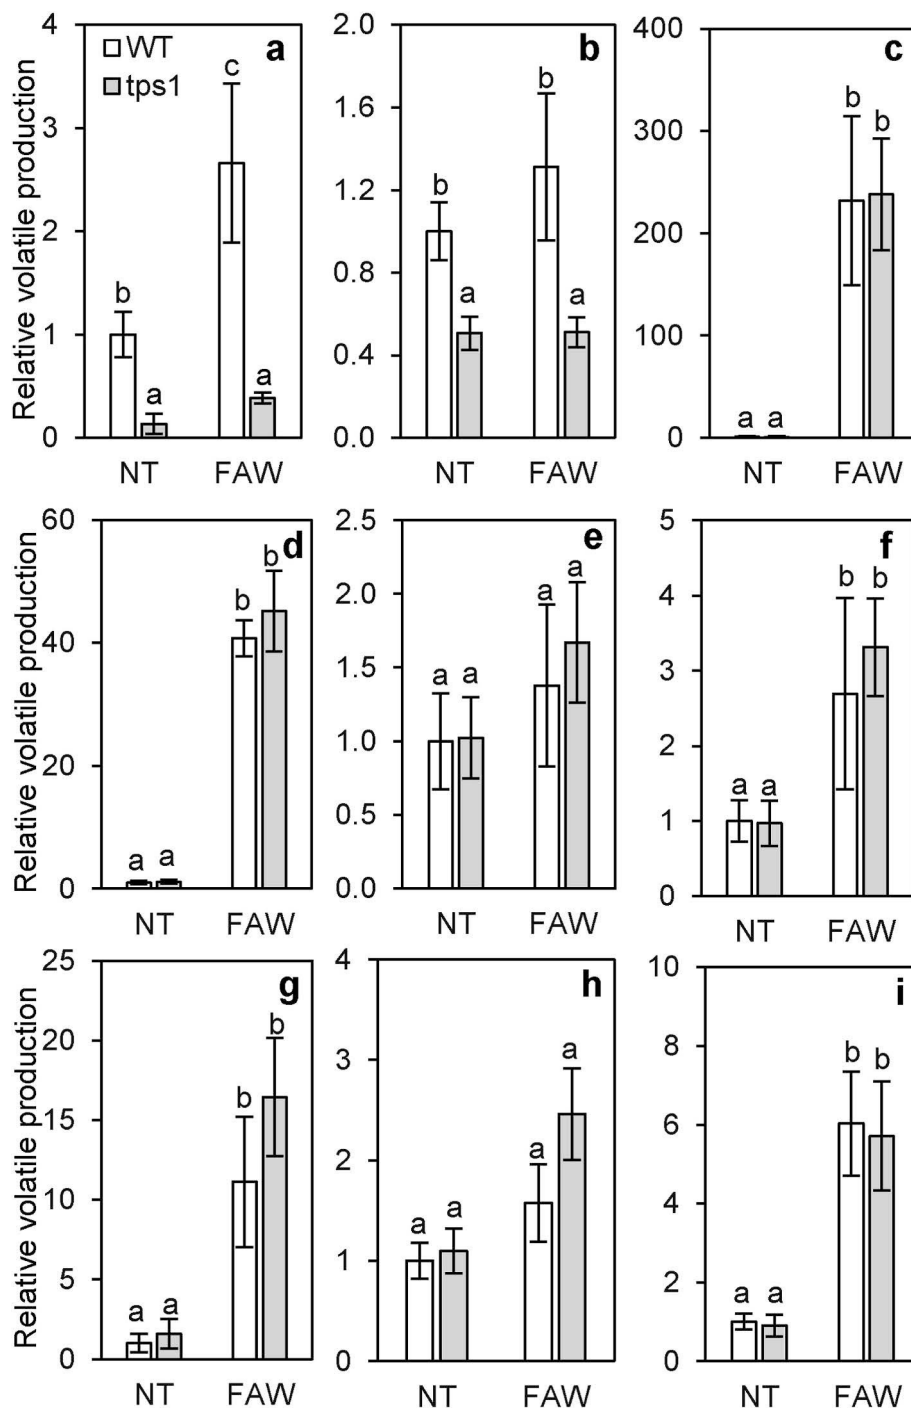 Relative volatile production
4
3
2
1
0
WT
tps1
a
b
a
c
a
NT FAW
2.0
1.6
1.2
0.8
0.4
0.0
b
b
a
b
a
NT FAW
400
300
200
100
0
c
a a
b b
NT FAW
Relative volatile production
60
40
20
0
d
a a
b b
NT FAW
2.5
2.0
1.5
1.0
0.5
0.0
e
a a
a a
NT FAW
5
4
3
2
1
0
f
a a
b b
NT FAW
Relative volatile production
25
20
15
10
5
0
g
a a
b b
NT FAW
4
3
2
1
0
h
a a
a a
NT FAW
10
8
6
4
2
0
i
a a
b b
NT FAW